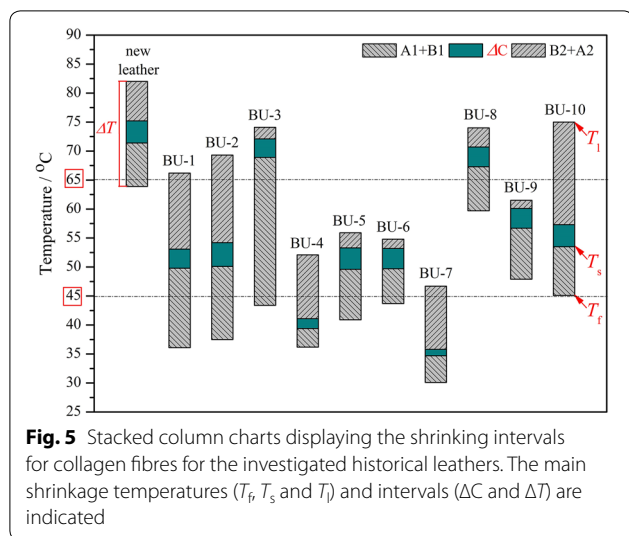 90
85
80
75
70
65
60
55
50
45
40
35
30
25
Temperature / °C
A1+B1 ΔC B2+A2
new
leather
ΔT
BU-1
BU-2
BU-3
BU-4
BU-5
BU-6
BU-7
BU-8
BU-9
BU-10
Tl
Ts
Tf
Fig. 5 Stacked column charts displaying the shrinking intervals
for collagen fibres for the investigated historical leathers. The main
shrinkage temperatures (Tf, Ts and Tl) and intervals (ΔC and ΔT) are
indicated